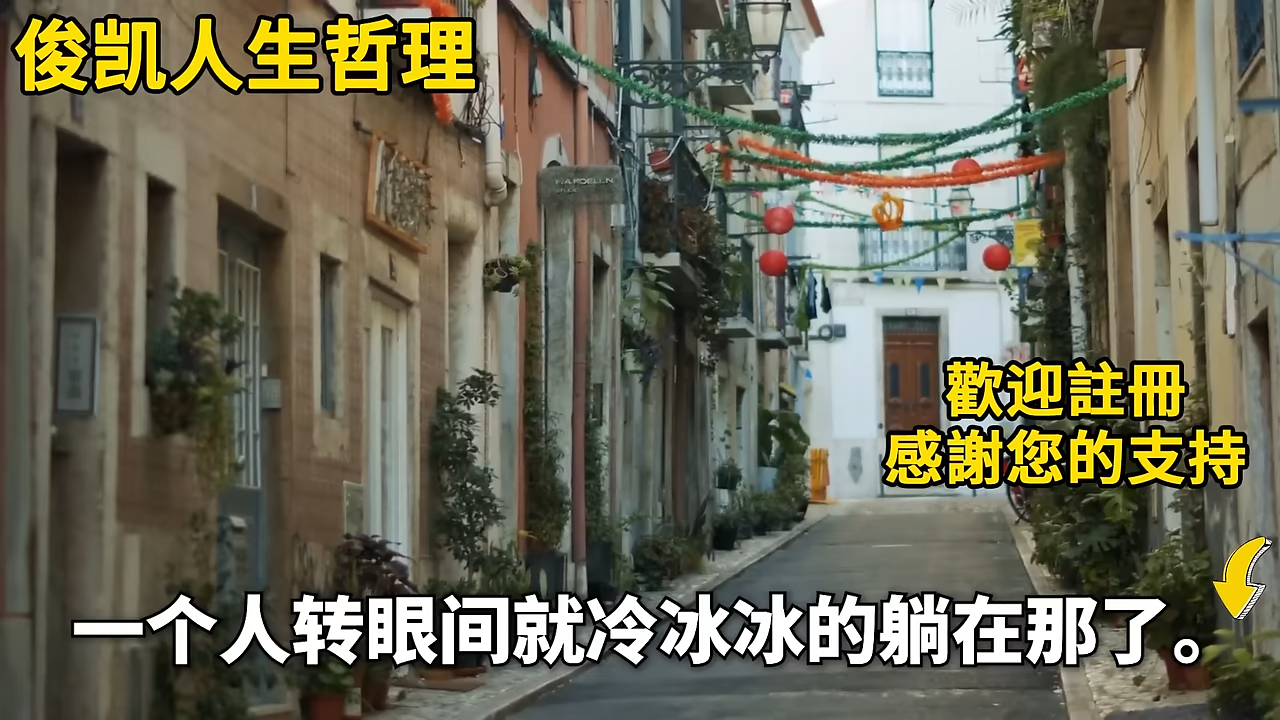 俊凯人生哲理
歡迎註冊
感謝您的支持
一个人转眼间就冷冰冰的躺在那了。